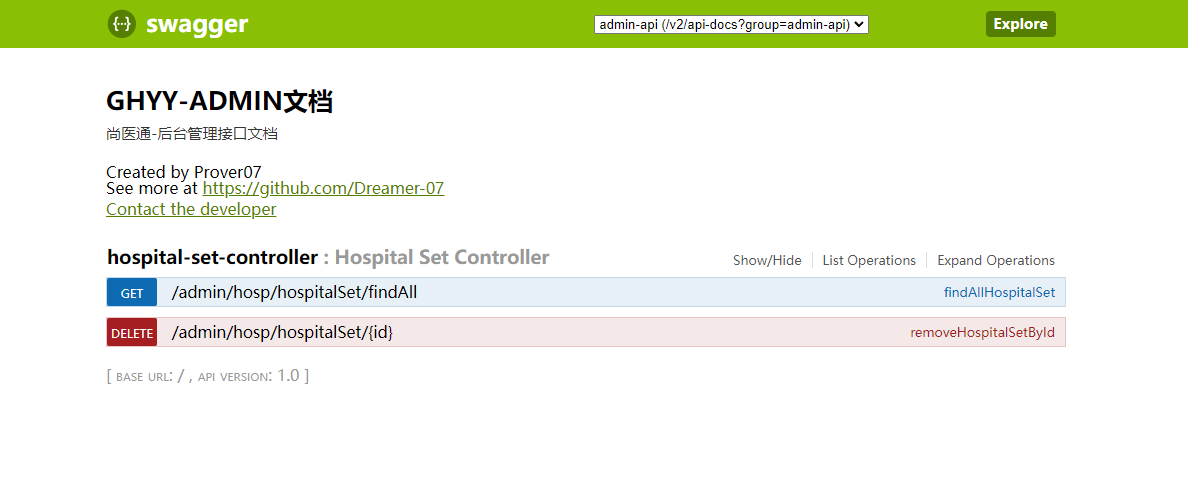 swagger
admin-api (/v2/api-docs?group=admin-api)
Explore
GHYY-ADMIN文档
尚医通-后台管理接口文档
Created by Prover07
See more at https://github.com/Dreamer-07
Contact the developer
hospital-set-controller : Hospital Set Controller
Show/Hide
List Operations
Expand Operations
GET /admin/hosp/hospitalSet/findAll findAllHospitalSet
DELETE /admin/hosp/hospitalSet/{id} removeHospitalSetById
[ BASE URL: / , API VERSION: 1.0 ]